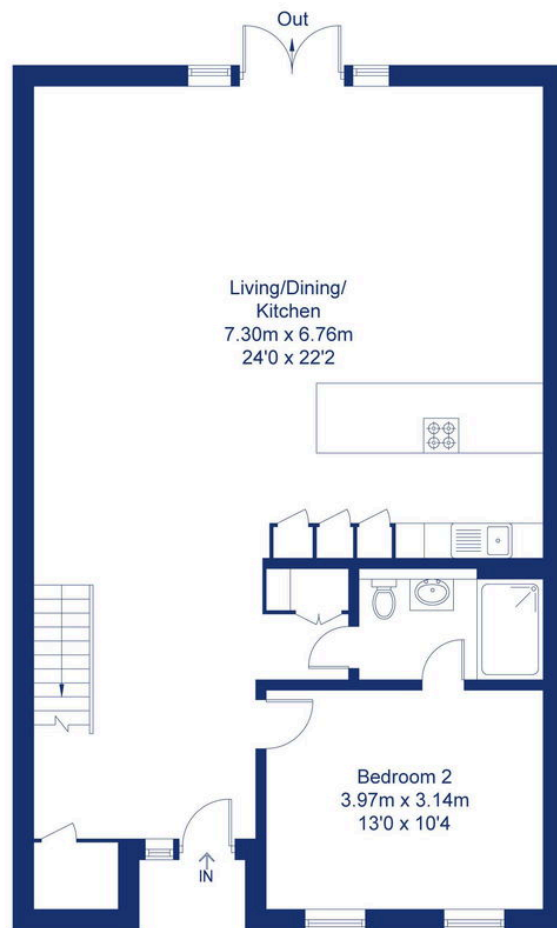 Out
Living/Dining/
Kitchen
7.30m x 6.76m
24'0 x 22'2
Bedroom 2
3.97m x 3.14m
13'0 x 10'4
IN